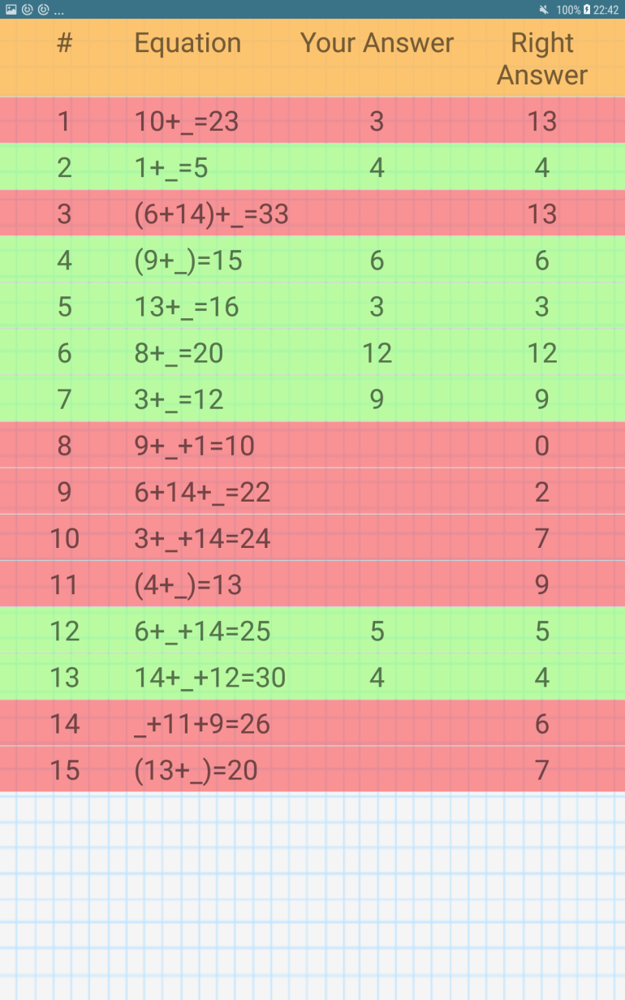 ... 100% 22:42
# Equation Your Answer Right Answer
1 10+_=23 3 13
2 1+_=5 4 4
3 (6+14)+_=33 13
4 (9+_)=15 6 6
5 13+_=16 3 3
6 8+_=20 12 12
7 3+_=12 9 9
8 9+_+1=10 0
9 6+14+_=22 2
10 3+_+14=24 7
11 (4+_)=13 9
12 6+_+14=25 5 5
13 14+_+12=30 4 4
14 _+11+9=26 6
15 (13+_)=20 7